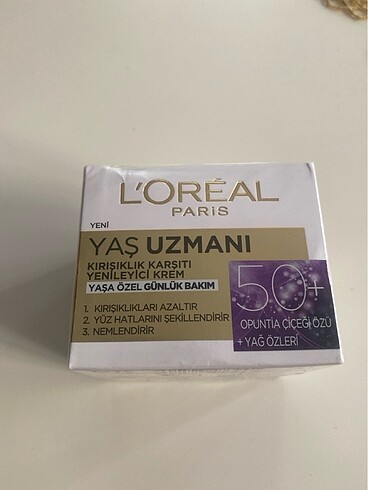 L'ORÉAL
PARIS
YENİ
YAŞ UZMANI
KIRIŞIKLIK KARŞITI
YENİLEYİCİ KREM
YAŞA ÖZEL GÜNLÜK BAKIM
1. KIRIŞIKLIKLARI AZALTIR
2. YÜZ HATLARINI ŞEKİLLENDİRİR
3. NEMLENDİRİR
50+
OPUNTIA ÇİÇEĞİ ÖZÜ
+ YAĞ ÖZLERİ